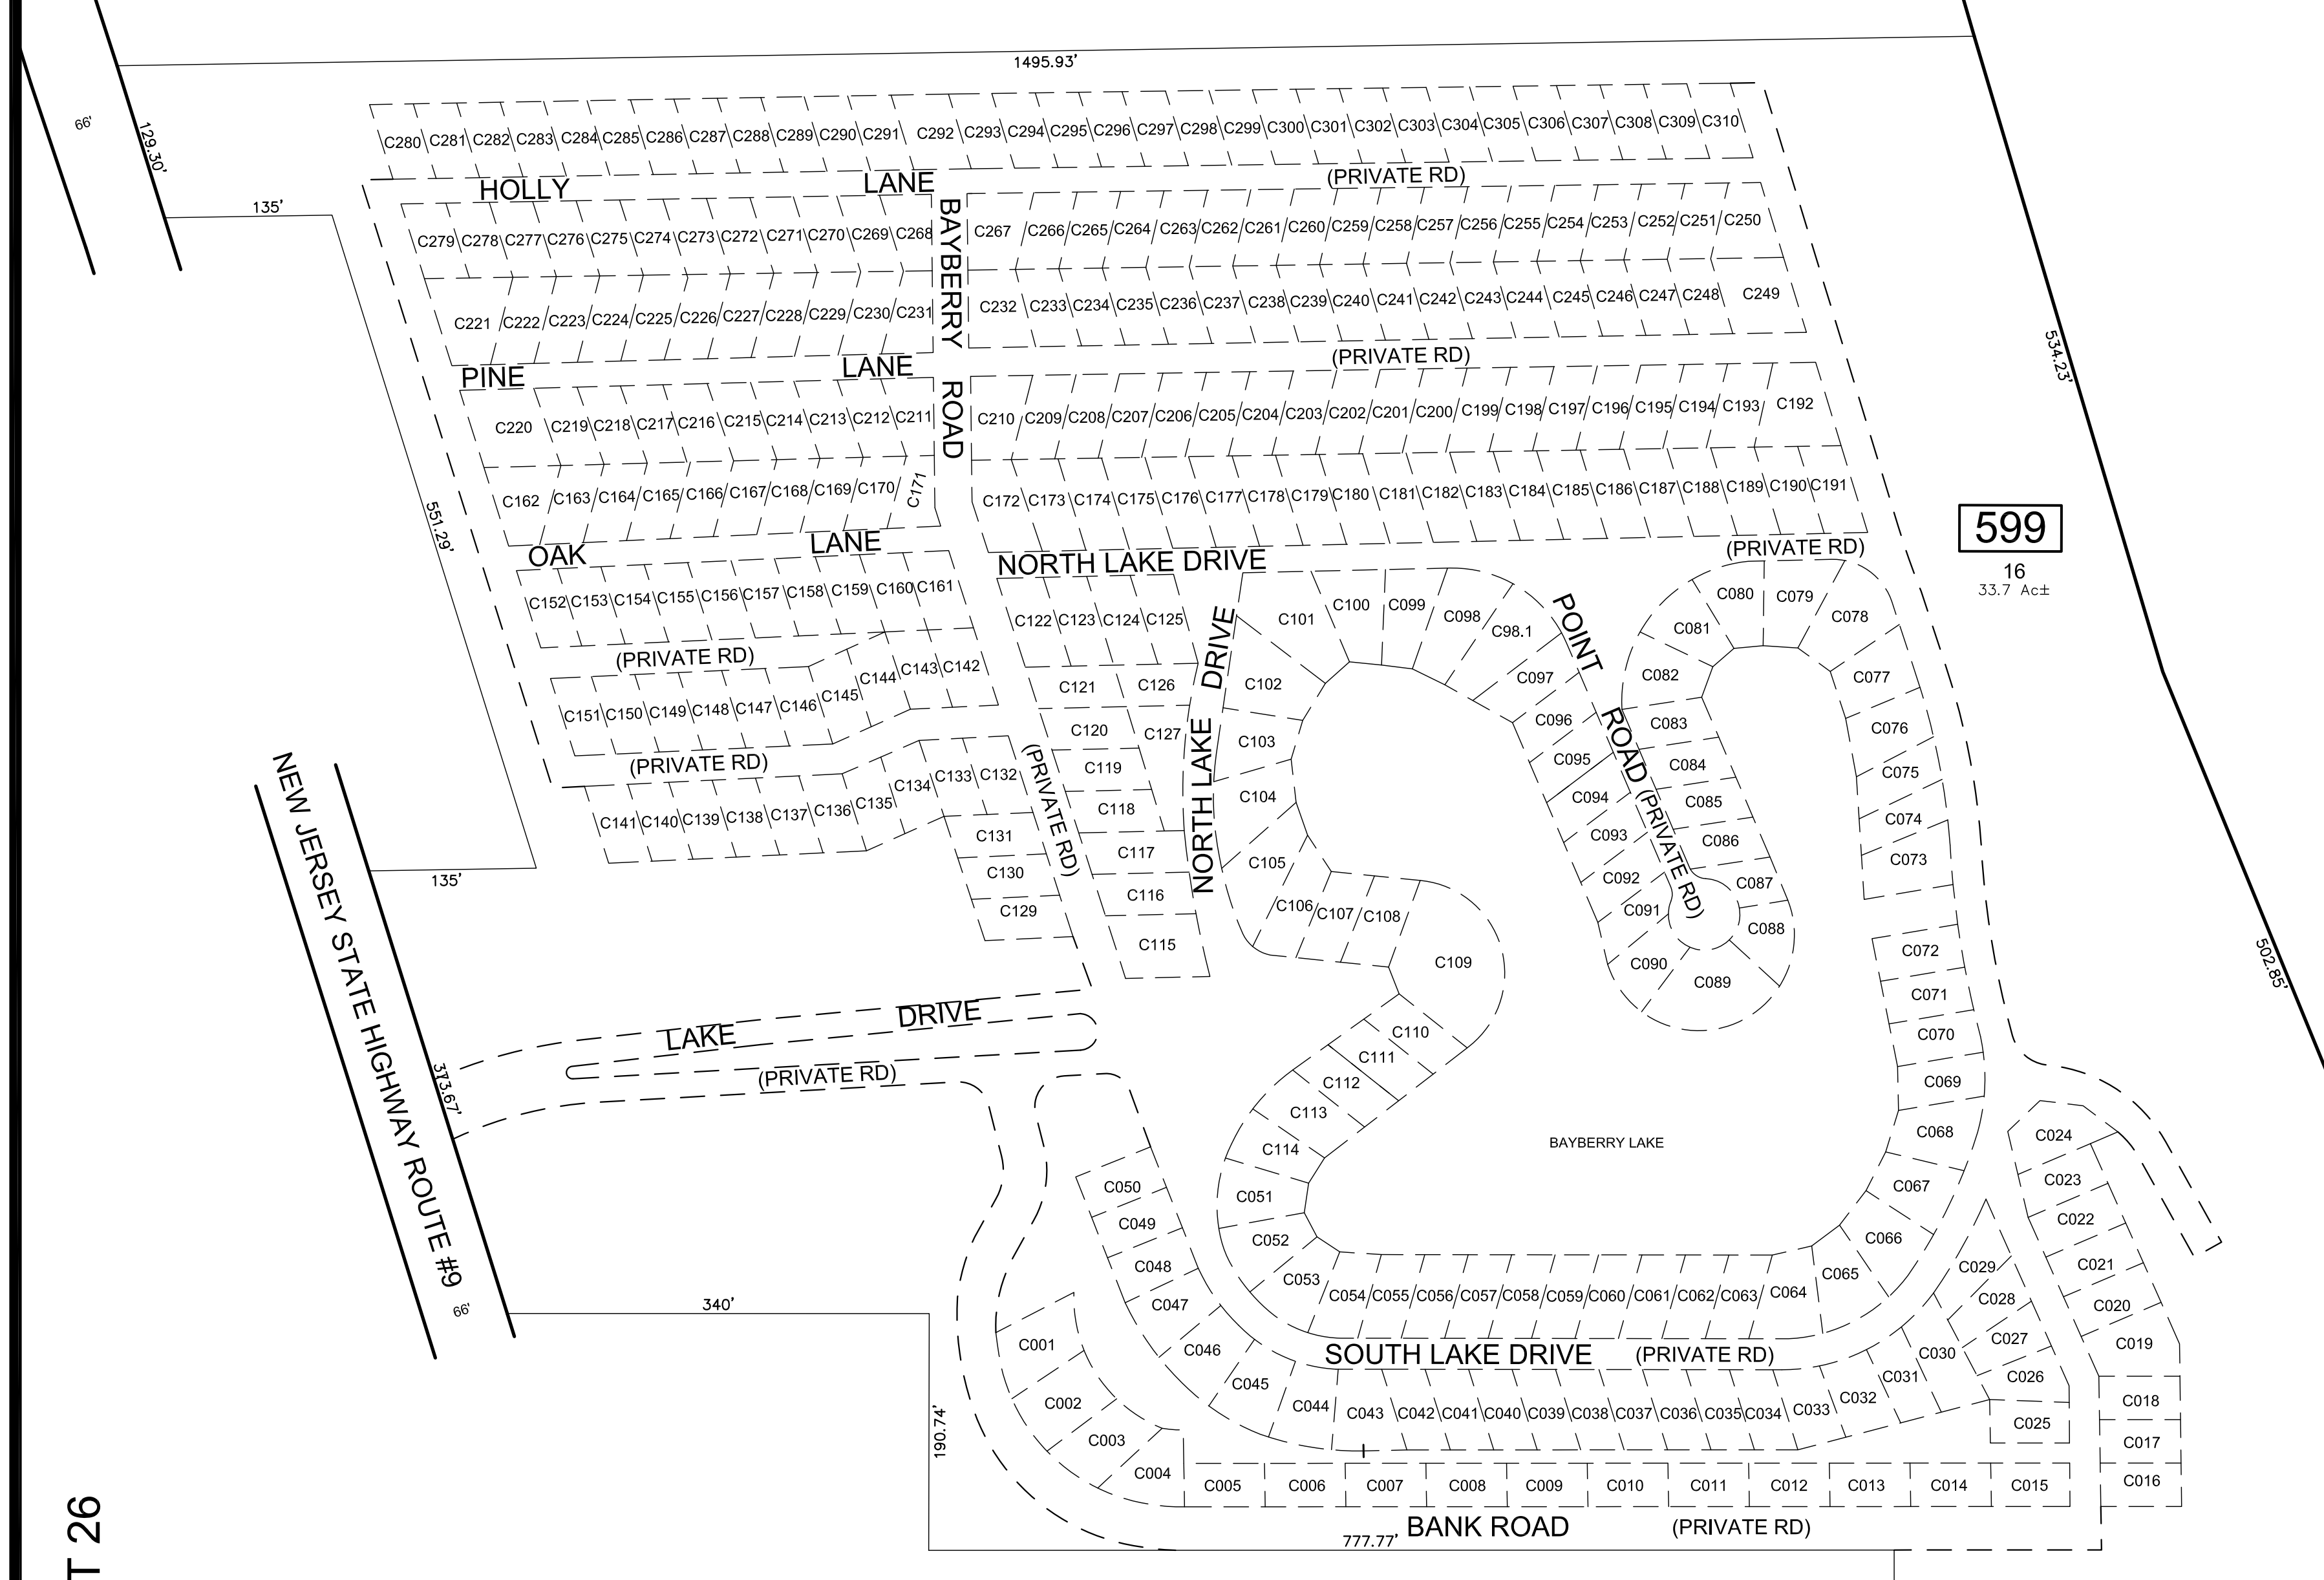 1495.93'
66'
129.30'
C280 C281 C282 C283 C284 C285 C286 C287 C288 C289 C290 C291 C292 C293 C294 C295 C296 C297 C298 C299 C300 C301 C302 C303 C304 C305 C306 C307 C308 C309 C310
HOLLY LANE (PRIVATE RD)
135'
C279 C278 C277 C276 C275 C274 C273 C272 C271 C270 C269 C268 C267 C266 C265 C264 C263 C262 C261 C260 C259 C258 C257 C256 C255 C254 C253 C252 C251 C250
BAYBERRY ROAD
C221 C222 C223 C224 C225 C226 C227 C228 C229 C230 C231 C232 C233 C234 C235 C236 C237 C238 C239 C240 C241 C242 C243 C244 C245 C246 C247 C248 C249
PINE LANE (PRIVATE RD)
534.23'
C220 C219 C218 C217 C216 C215 C214 C213 C212 C211 C210 C209 C208 C207 C206 C205 C204 C203 C202 C201 C200 C199 C198 C197 C196 C195 C194 C193 C192
C162 C163 C164 C165 C166 C167 C168 C169 C170 C171 C172 C173 C174 C175 C176 C177 C178 C179 C180 C181 C182 C183 C184 C185 C186 C187 C188 C189 C190 C191
551.29'
599
16
33.7 Ac±
OAK LANE
NORTH LAKE DRIVE (PRIVATE RD)
C152 C153 C154 C155 C156 C157 C158 C159 C160 C161
(PRIVATE RD)
C122 C123 C124 C125
C121 C126
C120 C127
C119
C118
C117
C116
C115
NORTH LAKE DRIVE
C101 C100 C099 C098 C98.1
C097
C096
C095
C094
C093
C092
C091
C090
C089
C088
C087
C086
C085
C084
C083
C082
C081
C080
C079
C078
C077
C076
C075
C074
C073
POINT ROAD (PRIVATE RD)
C102
C103
C104
C105
C106 C107 C108
C109
C110
C111
C112
C113
C114
C151 C150 C149 C148 C147 C146 C145 C144 C143 C142
(PRIVATE RD)
C141 C140 C139 C138 C137 C136 C135 C134 C133 C132
C131
C130
C129
(PRIVATE RD)
135'
NEW JERSEY STATE HIGHWAY ROUTE #9
66'
373.67'
LAKE DRIVE
(PRIVATE RD)
502.85'
C072
C071
C070
C069
C068
C067
C066
C065
BAYBERRY LAKE
C024
C023
C022
C021
C020
C019
C018
C017
C016
C050
C049
C048
C047
C046
C045
C044
C051
C052
C053
C054 C055 C056 C057 C058 C059 C060 C061 C062 C063 C064
SOUTH LAKE DRIVE (PRIVATE RD)
C043 C042 C041 C040 C039 C038 C037 C036 C035 C034 C033 C032 C031 C030
C029
C028
C027
C026
C025
340'
190.74'
C001
C002
C003
C004 C005 C006 C007 C008 C009 C010 C011 C012 C013 C014 C015
BANK ROAD (PRIVATE RD)
777.77'
T 26